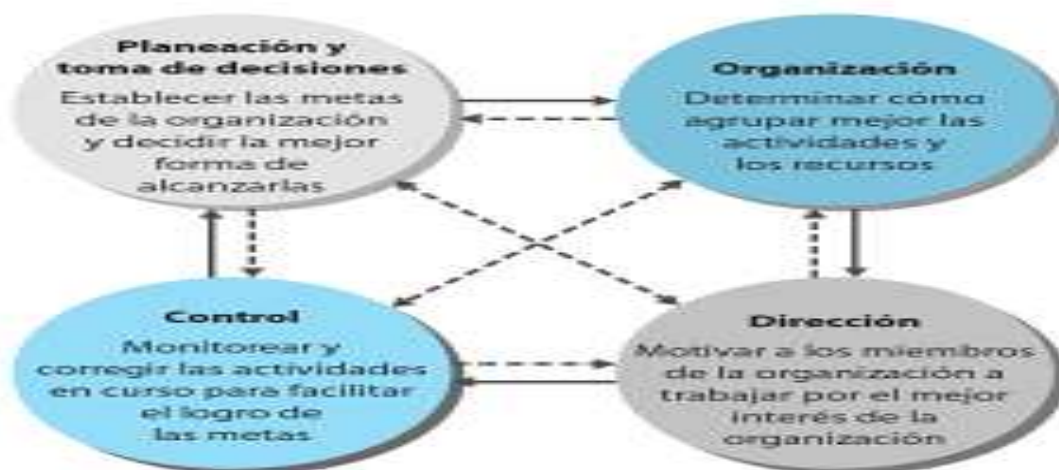 Planeación y
toma de decisiones
Establecer las metas
de la organización
y decidir la mejor
forma de
alcanzarlas
Organización
Determinar cómo
agrupar mejor las
actividades y
los recursos
Control
Monitorear y
corregir las actividades
en curso para facilitar
el logro de
las metas
Dirección
Motivar a los miembros
de la organización a
trabajar por el mejor
interés de la
organización